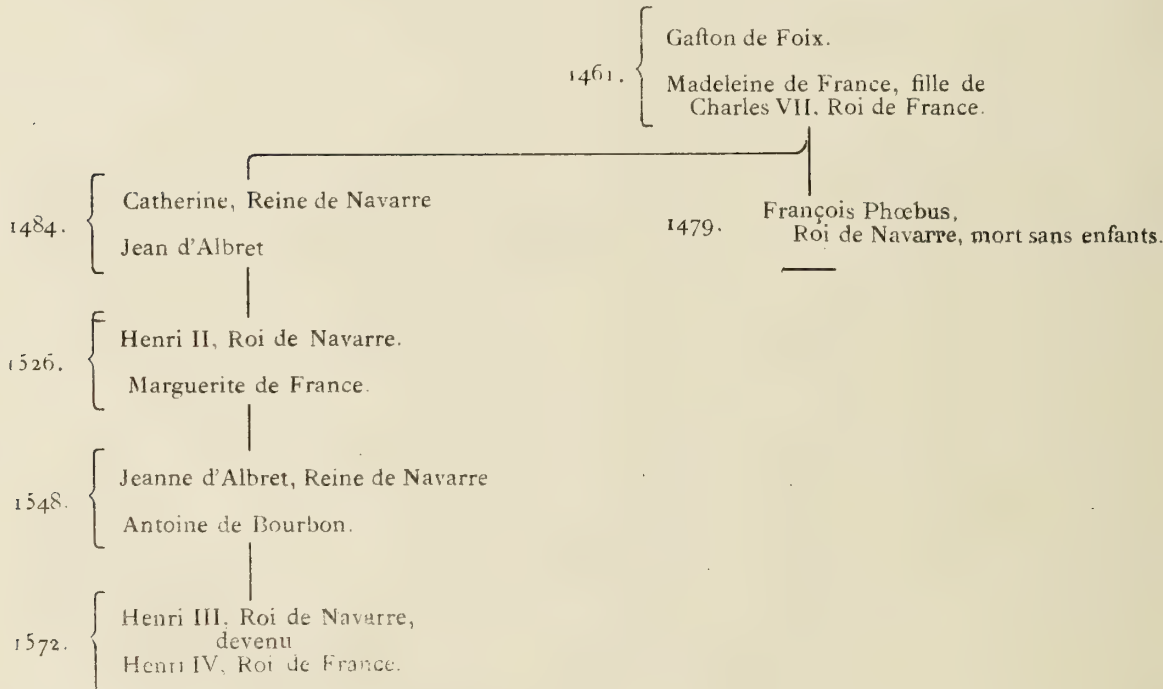 1461.
Gaſton de Foix.
Madeleine de France, fille de
Charles VII, Roi de France.
1484.
Catherine, Reine de Navarre
Jean d'Albret
1479.
François Phœbus,
Roi de Navarre, mort sans enfants.
1526.
Henri II, Roi de Navarre.
Marguerite de France.
1548.
Jeanne d'Albret, Reine de Navarre
Antoine de Bourbon.
1572.
Henri III, Roi de Navarre,
devenu
Henri IV, Roi de France.